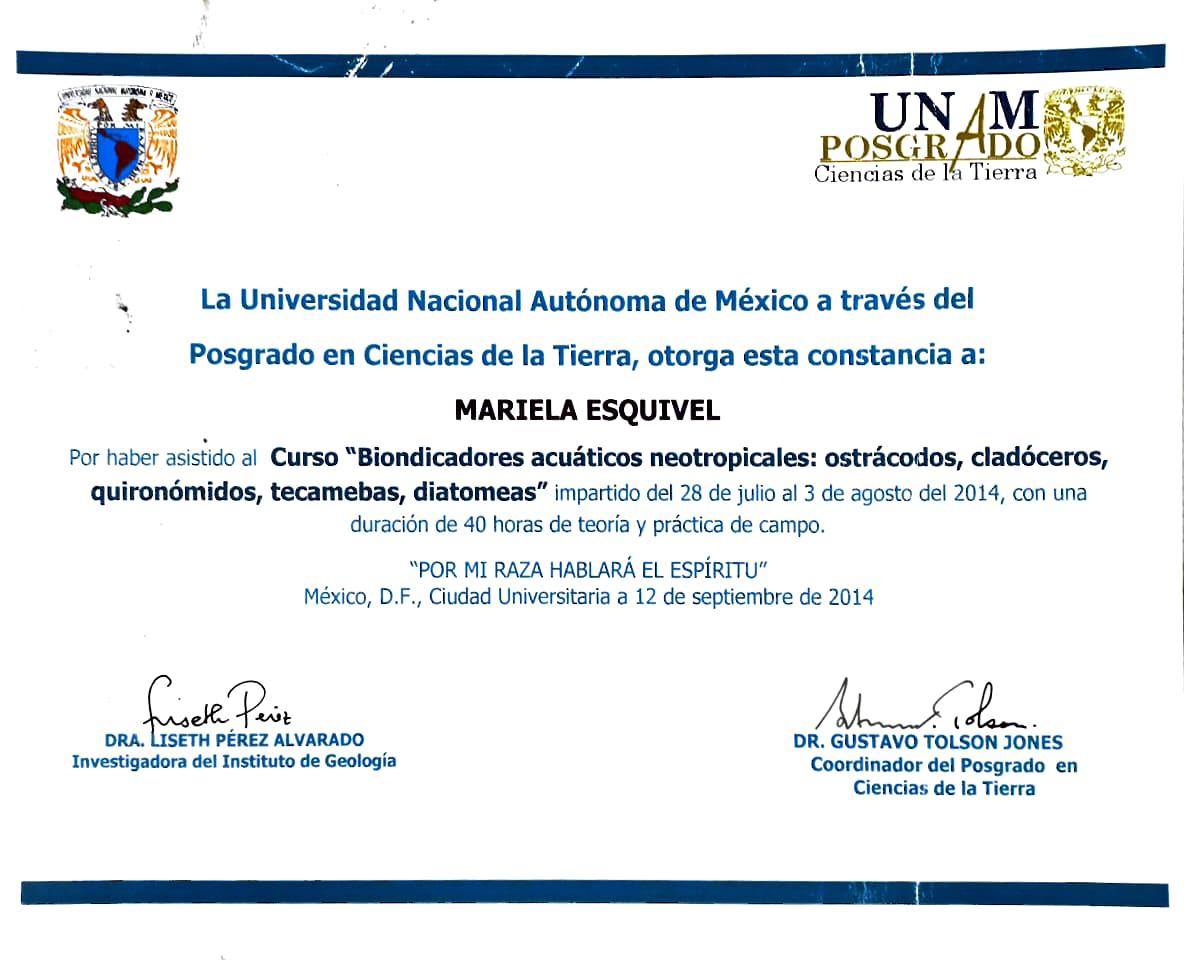 UNAM
POSGRADO
Ciencias de la Tierra
La Universidad Nacional Autónoma de México a través del
Posgrado en Ciencias de la Tierra, otorga esta constancia a:
MARIELA ESQUIVEL
Por haber asistido al Curso “Biondicadores acuáticos neotropicales: ostrácodos, cladóceros,
quironómidos, tecamebas, diatomeas” impartido del 28 de julio al 3 de agosto del 2014, con una
duración de 40 horas de teoría y práctica de campo.
“POR MI RAZA HABLARÁ EL ESPÍRITU”
México, D.F., Ciudad Universitaria a 12 de septiembre de 2014
Liseth Pérez
DRA. LISETH PÉREZ ALVARADO
Investigadora del Instituto de Geología
Tolson
DR. GUSTAVO TOLSON JONES
Coordinador del Posgrado en
Ciencias de la Tierra